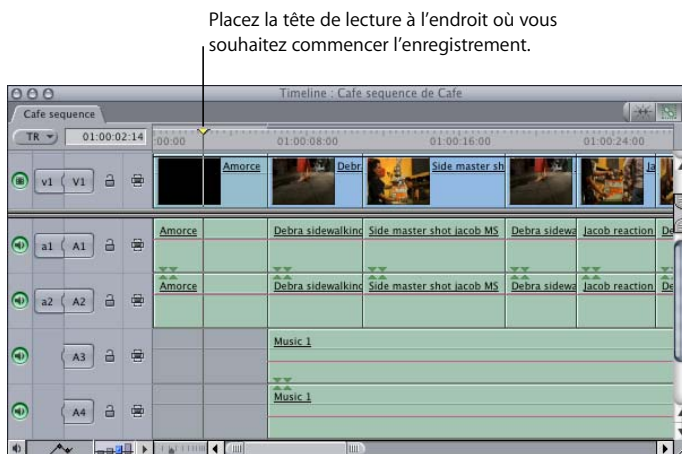 Placez la tête de lecture à l'endroit où vous
souhaitez commencer l'enregistrement.
Timeline : Cafe sequence de Cafe
Cafe sequence
TR 01:00:02:14 :00:00 01:00:08:00 01:00:16:00 01:00:24:00
v1 V1 Amorce Debr Side master sh Ja
a1 A1 Amorce Debra sidewalking Side master shot jacob MS Debra sidewa Jacob reaction De
a2 A2 Amorce Debra sidewalking Side master shot jacob MS Debra sidewa Jacob reaction De
A3 Music 1
A4 Music 1